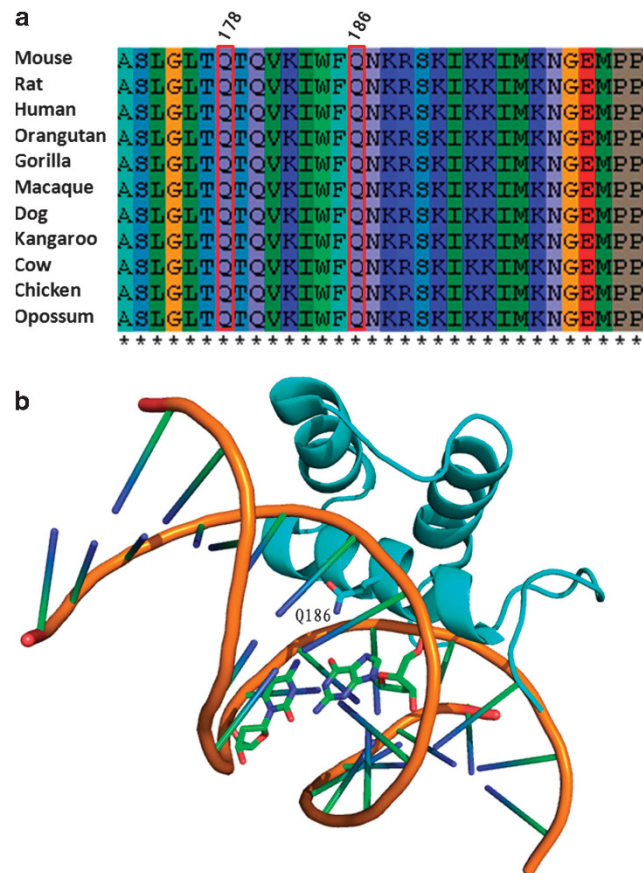 a
178 186
Mouse ASLGLTQTQVKIWFQNKRSKIKKIMKNGEMPP
Rat ASLGLTQTQVKIWFQNKRSKIKKIMKNGEMPP
Human ASLGLTQTQVKIWFQNKRSKIKKIMKNGEMPP
Orangutan ASLGLTQTQVKIWFQNKRSKIKKIMKNGEMPP
Gorilla ASLGLTQTQVKIWFQNKRSKIKKIMKNGEMPP
Macaque ASLGLTQTQVKIWFQNKRSKIKKIMKNGEMPP
Dog ASLGLTQTQVKIWFQNKRSKIKKIMKNGEMPP
Kangaroo ASLGLTQTQVKIWFQNKRSKIKKIMKNGEMPP
Cow ASLGLTQTQVKIWFQNKRSKIKKIMKNGEMPP
Chicken ASLGLTQTQVKIWFQNKRSKIKKIMKNGEMPP
Opossum ASLGLTQTQVKIWFQNKRSKIKKIMKNGEMPP
********************************
b
Q186